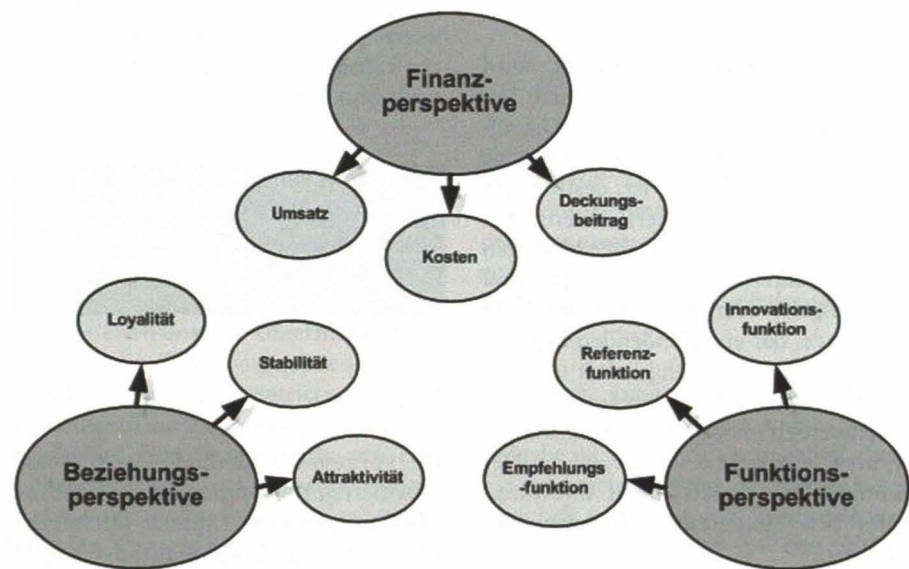 Finanz-
perspektive
Umsatz
Kosten
Deckungs-
beitrag
Loyalität
Stabilität
Attraktivität
Beziehungs-
perspektive
Innovations-
funktion
Referenz-
funktion
Empfehlungs
-funktion
Funktions-
perspektive